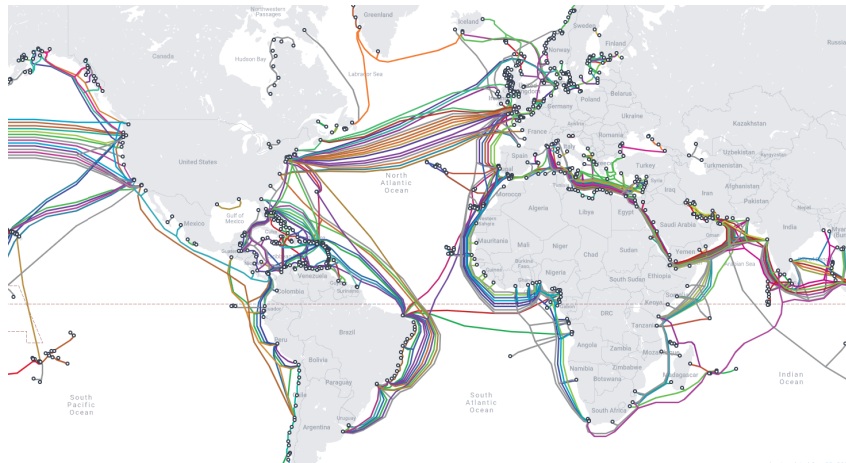 Northwestern
Passages
Greenland
Iceland
Sweden
Finland
Norway
Russia
Canada
Hudson Bay
Labrador Sea
Belarus
Poland
Germany
Ukraine
Kazakhstan
France
Romania
United States
North
Atlantic
Ocean
Spain
Turkey
Uzbekistan
Turkmenistan
Afghanistan
Iraq
Iran
Pakistan
Morocco
Algeria
Libya
Egypt
Saudi Arabia
Gulf of
Mexico
Mexico
India
Mauritania
Mali
Niger
Chad
Sudan
Yemen
Nigeria
South Sudan
Ethiopia
Venezuela
Colombia
Kenya
DRC
Tanzania
Brazil
Peru
Angola
Zambia
Bolivia
Namibia
Zimbabwe
Botswana
Madagascar
Paraguay
South
Pacific
Ocean
South
Atlantic
Ocean
Indian
Ocean
South Africa
Uruguay
Argentina